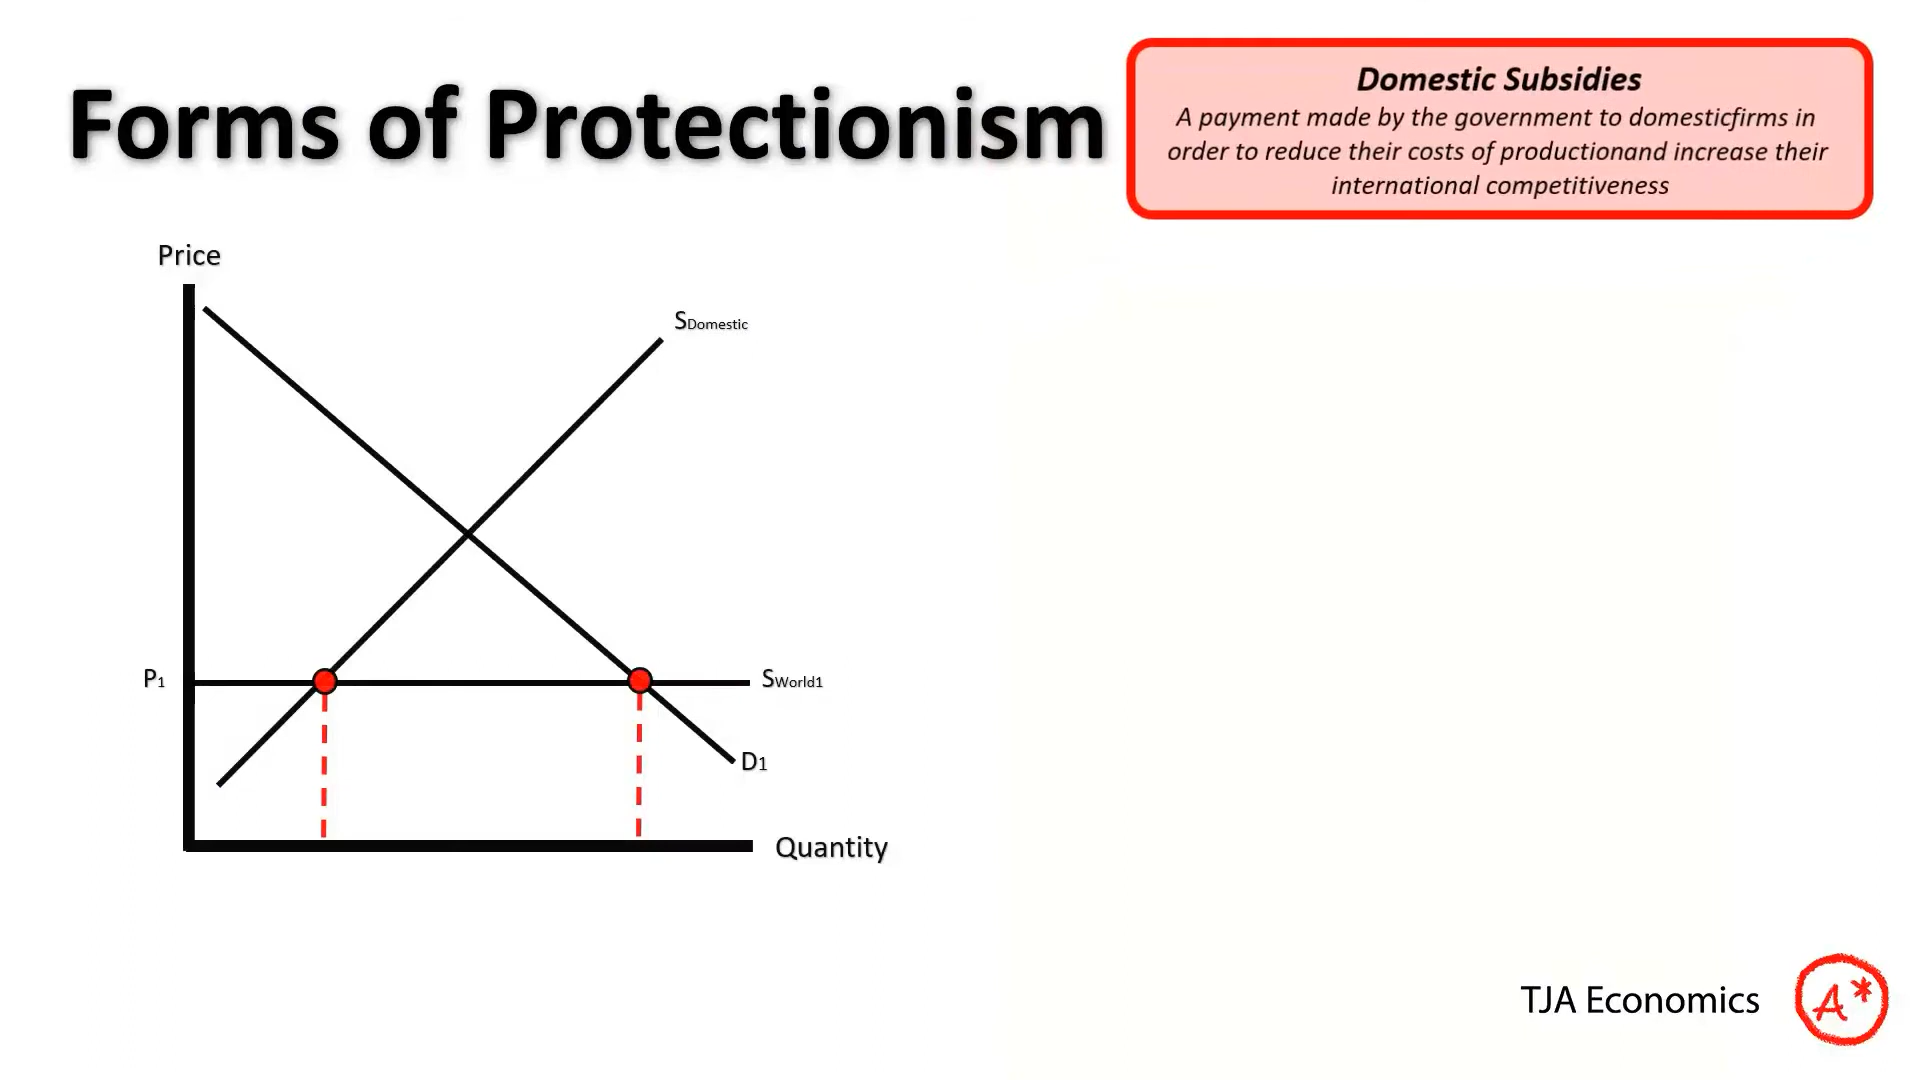 Forms of Protectionism
Domestic Subsidies
A payment made by the government to domesticfirms in
order to reduce their costs of productionand increase their
international competitiveness
Price
SDomestic
P1
SWorld1
D1
Quantity
TJA Economics
A*